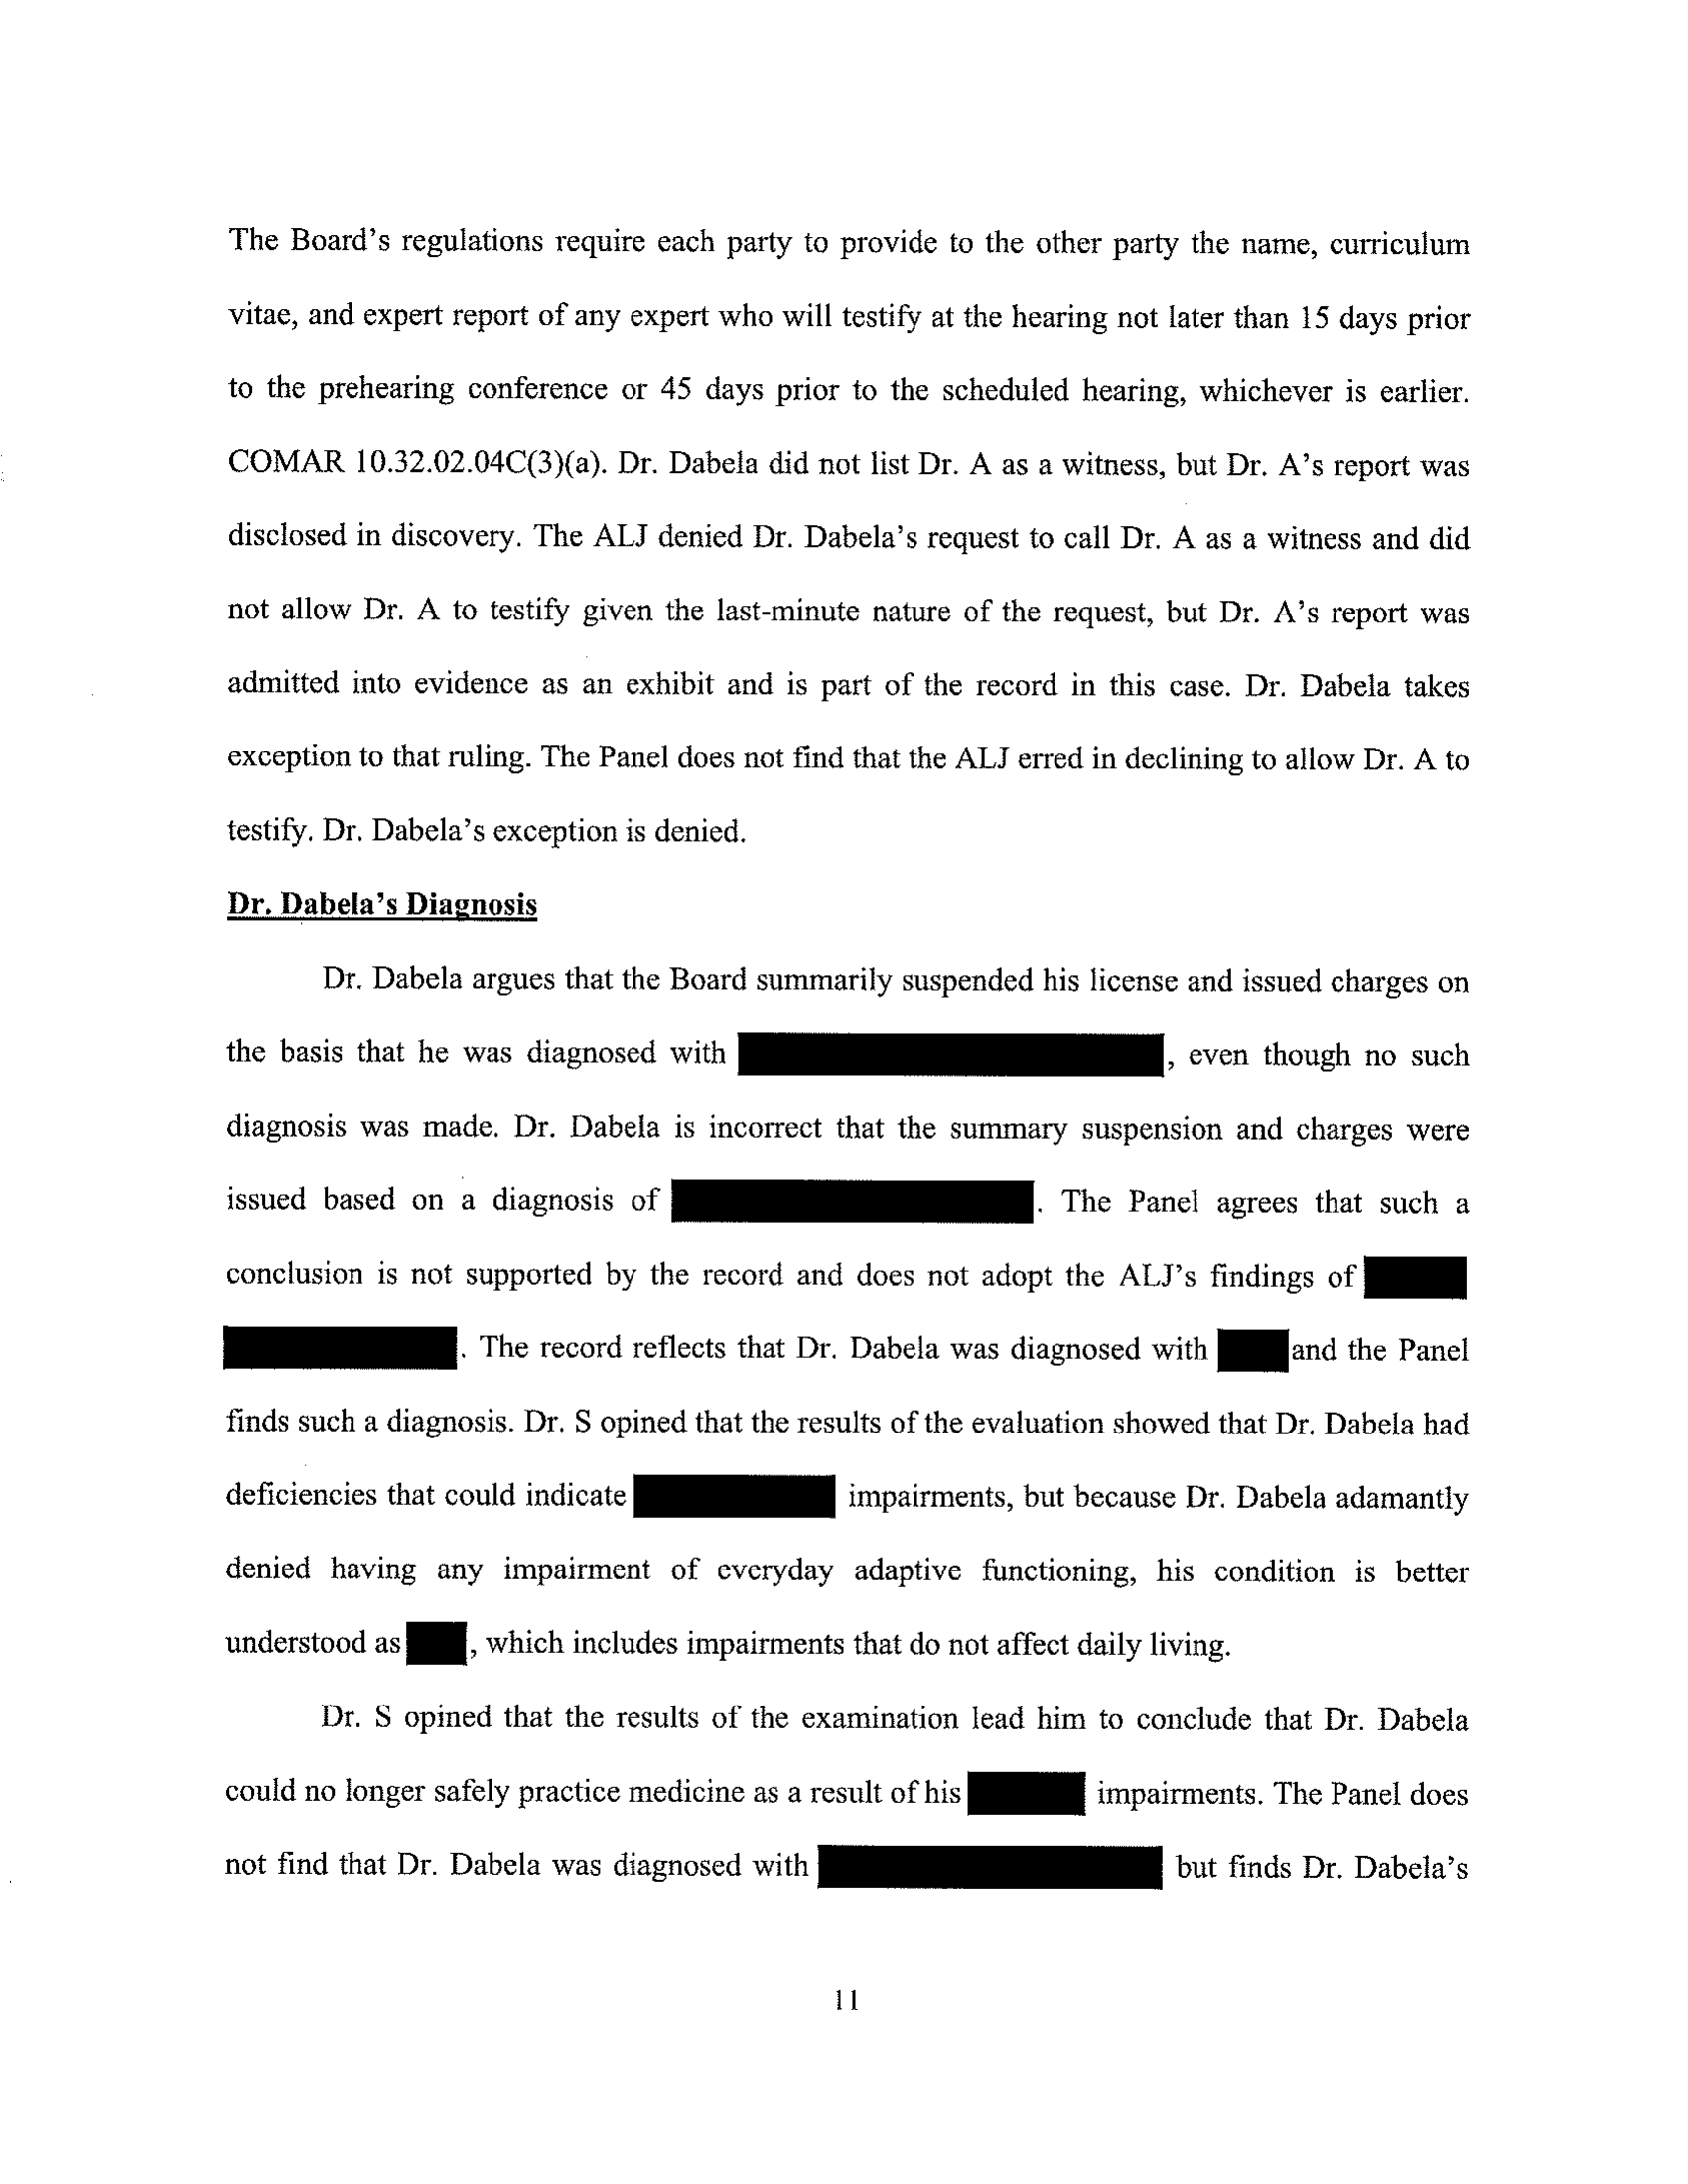 The Board's regulations require each party to provide to the other party the name, curriculum
vitae, and expert report of any expert who will testify at the hearing not later than 15 days prior
to the prehearing conference or 45 days prior to the scheduled hearing, whichever is earlier.
COMAR 10.32.02.04C(3)(a). Dr. Dabela did not list Dr. A as a witness, but Dr. A's report was
disclosed in discovery. The ALJ denied Dr. Dabela's request to call Dr. A as a witness and did
not allow Dr. A to testify given the last-minute nature of the request, but Dr. A's report was
admitted into evidence as an exhibit and is part of the record in this case. Dr. Dabela takes
exception to that ruling. The Panel does not find that the ALJ erred in declining to allow Dr. A to
testify. Dr. Dabela's exception is denied.
Dr. Dabela's Diagnosis
Dr. Dabela argues that the Board summarily suspended his license and issued charges on
the basis that he was diagnosed with , even though no such
diagnosis was made. Dr. Dabela is incorrect that the summary suspension and charges were
issued based on a diagnosis of . The Panel agrees that such a
conclusion is not supported by the record and does not adopt the ALJ's findings of
. The record reflects that Dr. Dabela was diagnosed with and the Panel
finds such a diagnosis. Dr. S opined that the results of the evaluation showed that Dr. Dabela had
deficiencies that could indicate impairments, but because Dr. Dabela adamantly
denied having any impairment of everyday adaptive functioning, his condition is better
understood as , which includes impairments that do not affect daily living.
Dr. S opined that the results of the examination lead him to conclude that Dr. Dabela
could no longer safely practice medicine as a result of his impairments. The Panel does
not find that Dr. Dabela was diagnosed with but finds Dr. Dabela's
11